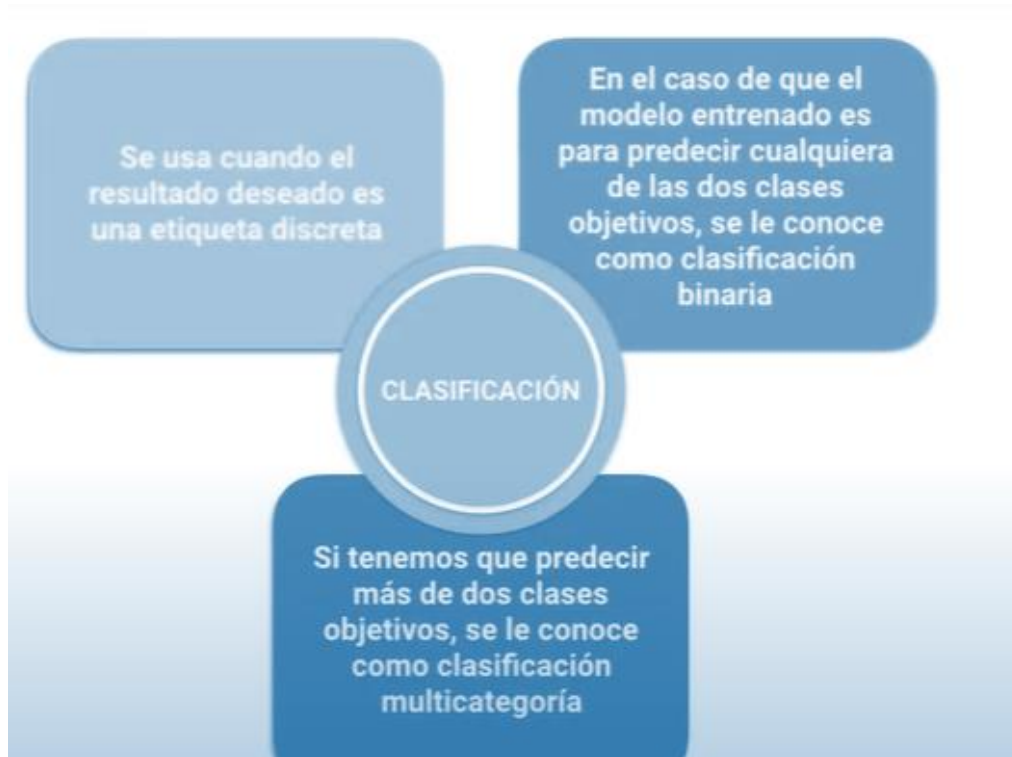 Se usa cuando el
resultado deseado es
una etiqueta discreta
En el caso de que el
modelo entrenado es
para predecir cualquiera
de las dos clases
objetivos, se le conoce
como clasificación
binaria
CLASIFICACIÓN
Si tenemos que predecir
más de dos clases
objetivos, se le conoce
como clasificación
multicategoría